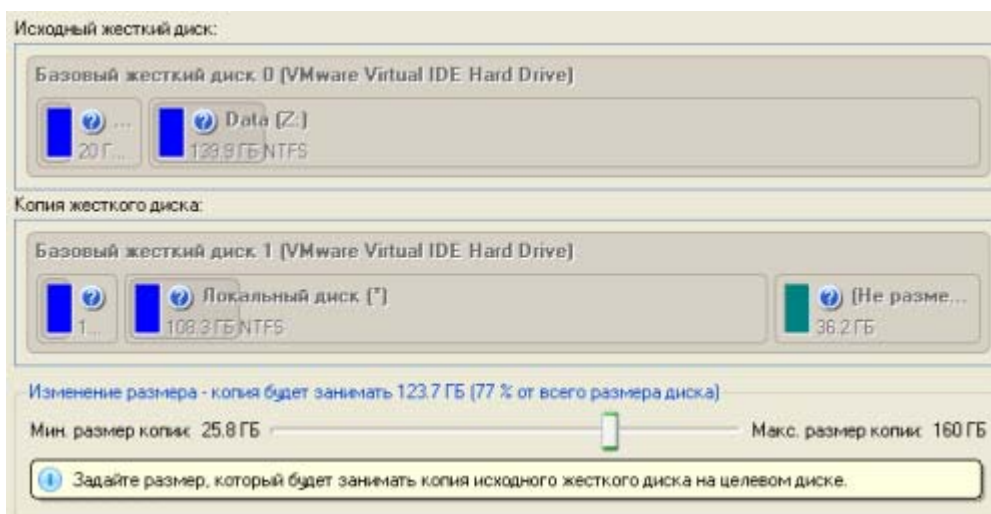 Исходный жесткий диск:
Базовый жесткий диск 0 (VMware Virtual IDE Hard Drive)
...
20 Г...
Data (Z:)
139.9 ГБ NTFS
Копия жесткого диска:
Базовый жесткий диск 1 (VMware Virtual IDE Hard Drive)
1...
Локальный диск (*)
108.3 ГБ NTFS
(Не разме...
36.2 ГБ
Изменение размера - копия будет занимать 123.7 ГБ (77 % от всего размера диска)
Мин. размер копии: 25.8 ГБ
Макс. размер копии: 160 ГБ
Задайте размер, который будет занимать копия исходного жесткого диска на целевом диске.